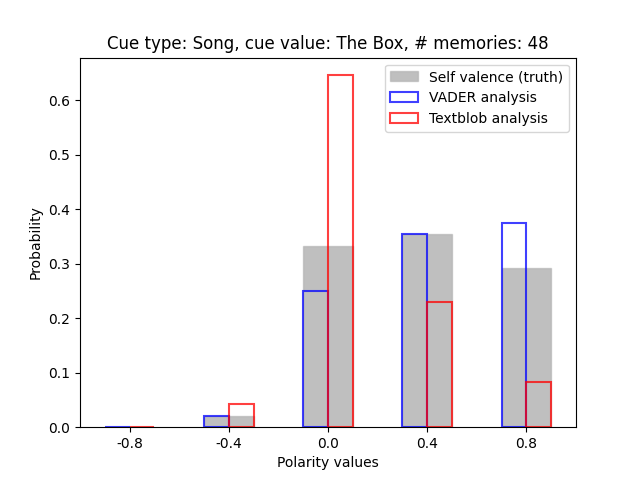 Cue type: Song, cue value: The Box, # memories: 48
Self valence (truth)
VADER analysis
Textblob analysis
0.6
0.5
0.4
0.3
0.2
0.1
0.0
Probability
-0.8 -0.4 0.0 0.4 0.8
Polarity values